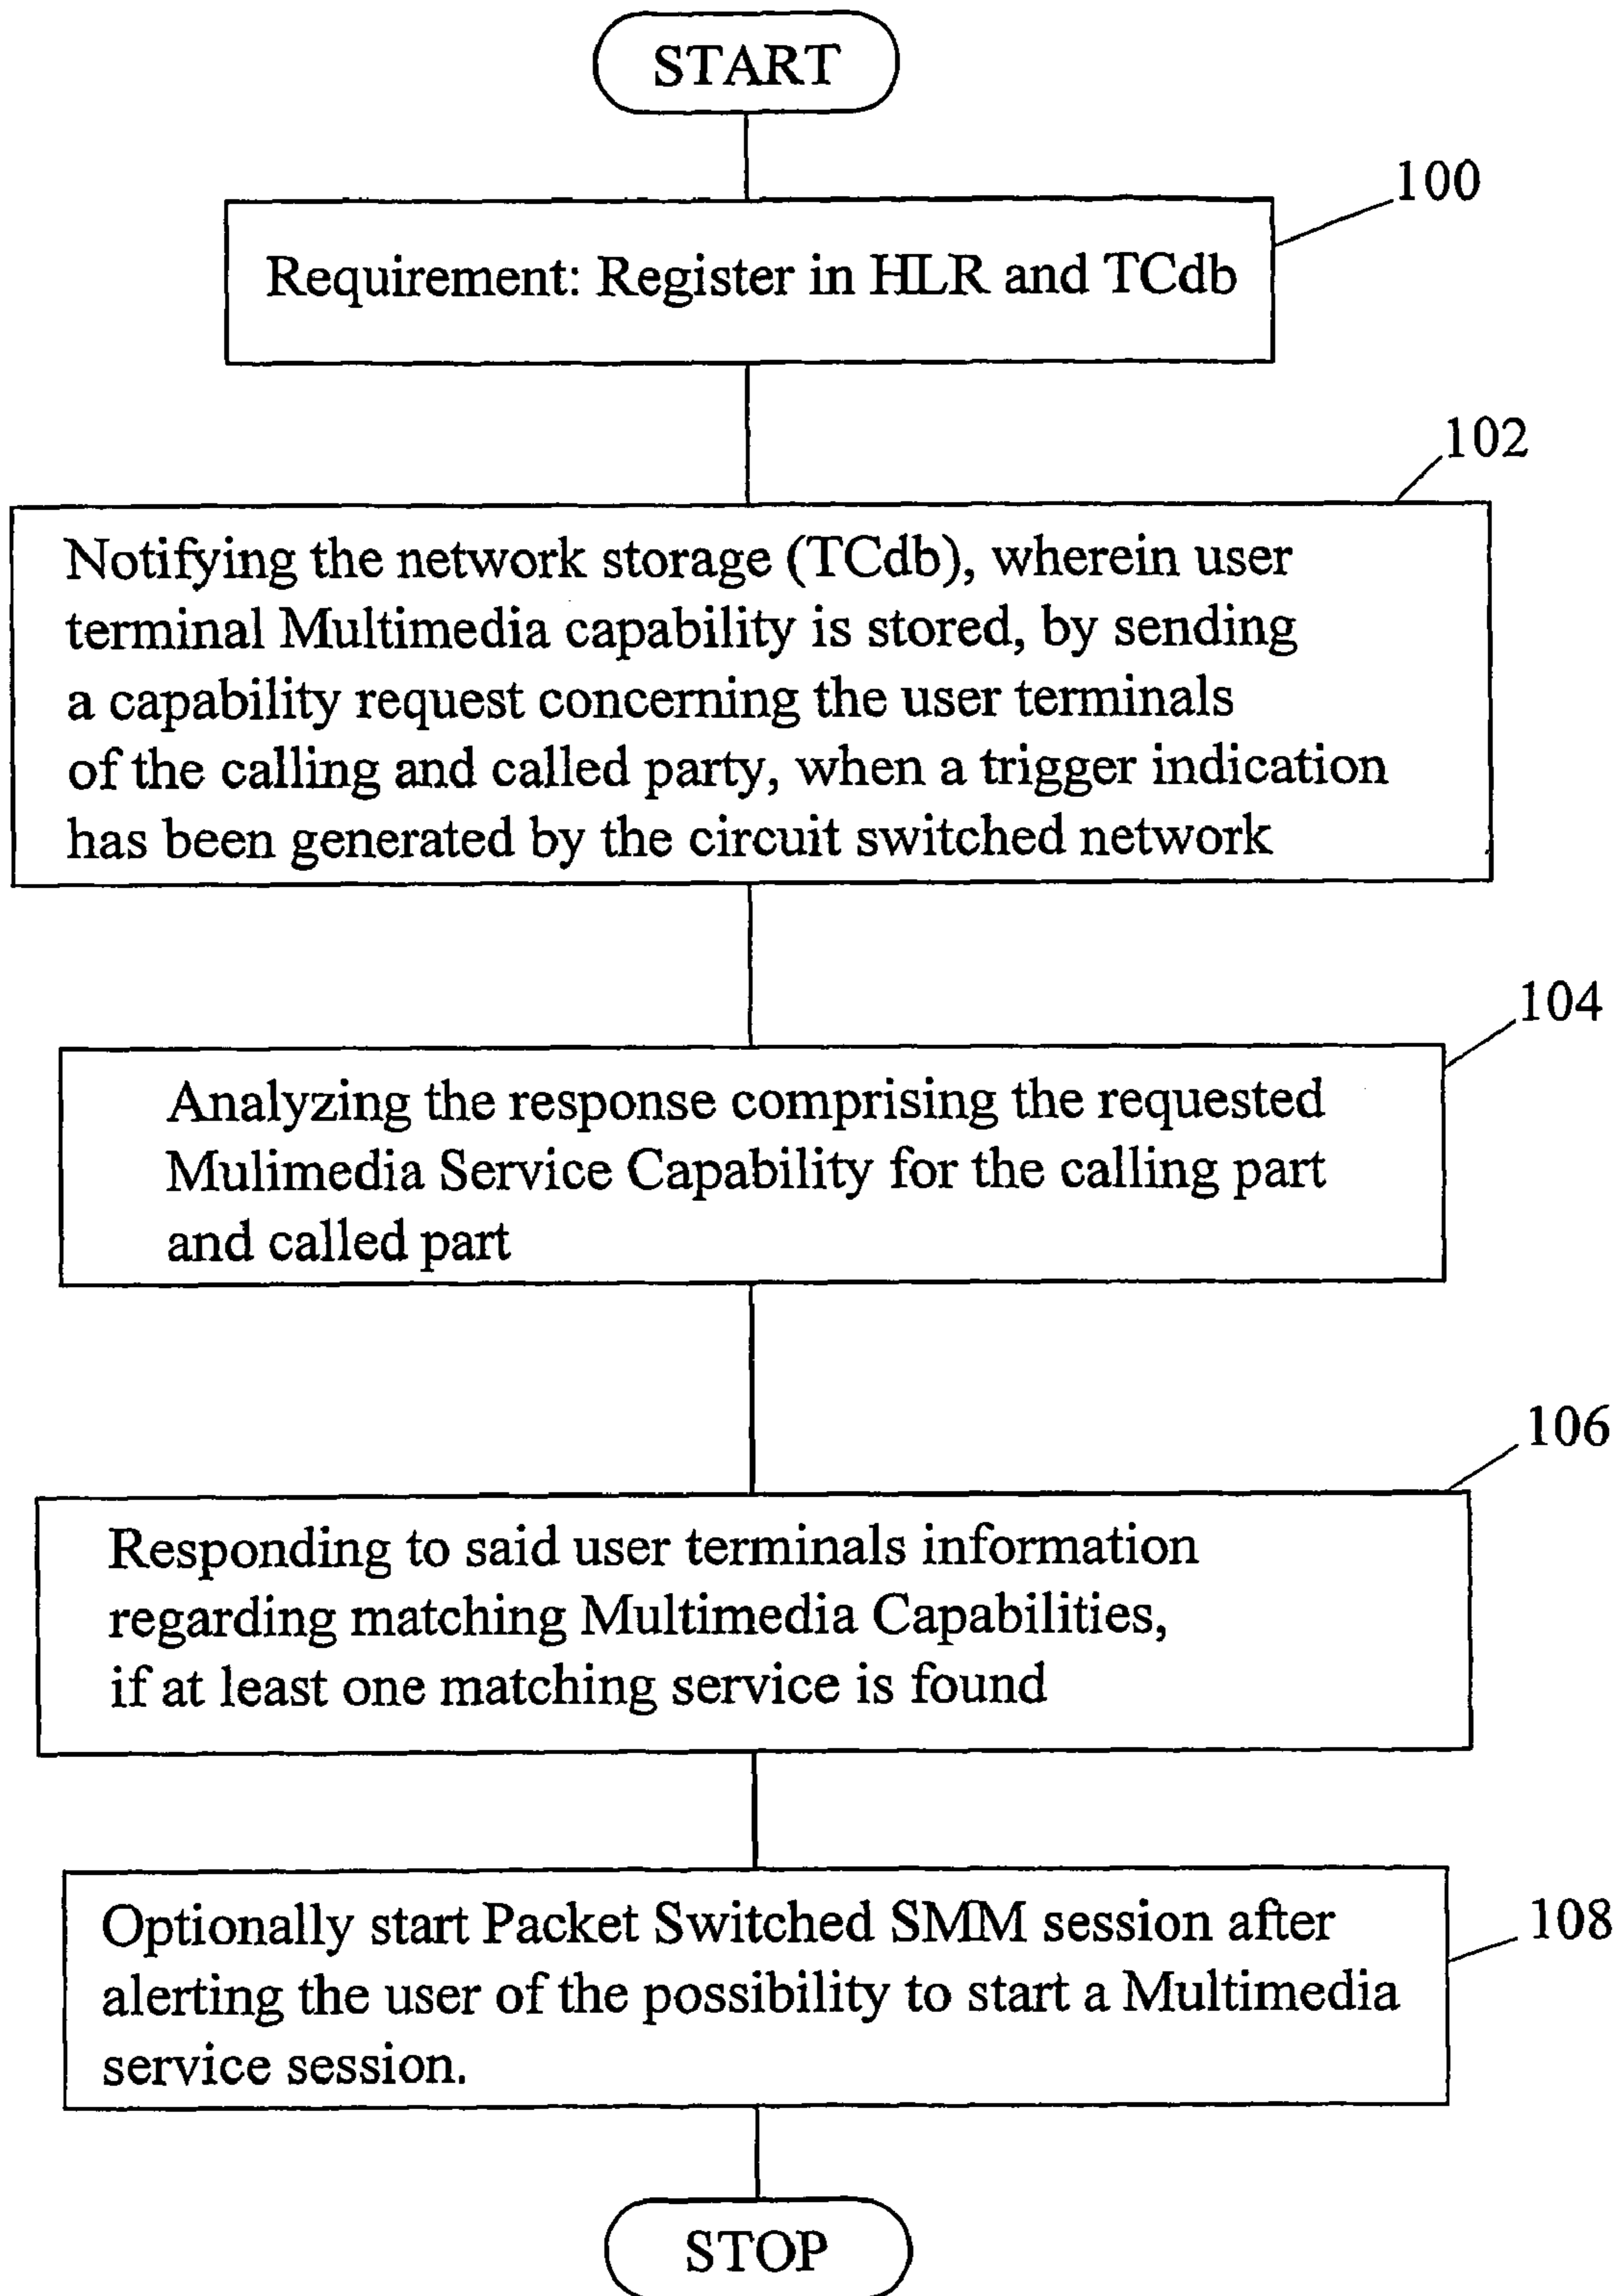 START
100
Requirement: Register in HLR and TCdb
102
Notifying the network storage (TCdb), wherein user
terminal Multimedia capability is stored, by sending
a capability request concerning the user terminals
of the calling and called party, when a trigger indication
has been generated by the circuit switched network
104
Analyzing the response comprising the requested
Mulimedia Service Capability for the calling part
and called part
106
Responding to said user terminals information
regarding matching Multimedia Capabilities,
if at least one matching service is found
108
Optionally start Packet Switched SMM session after
alerting the user of the possibility to start a Multimedia
service session.
STOP